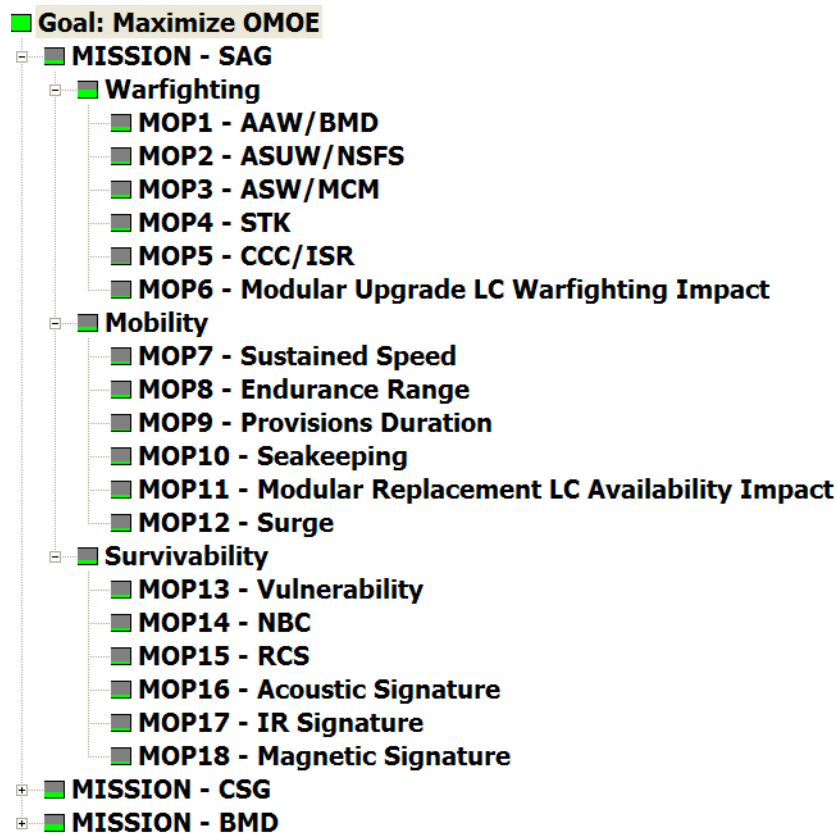 Goal: Maximize OMOE
MISSION - SAG
Warfighting
MOP1 - AAW/BMD
MOP2 - ASUW/NSFS
MOP3 - ASW/MCM
MOP4 - STK
MOP5 - CCC/ISR
MOP6 - Modular Upgrade LC Warfighting Impact
Mobility
MOP7 - Sustained Speed
MOP8 - Endurance Range
MOP9 - Provisions Duration
MOP10 - Seakeeping
MOP11 - Modular Replacement LC Availability Impact
MOP12 - Surge
Survivability
MOP13 - Vulnerability
MOP14 - NBC
MOP15 - RCS
MOP16 - Acoustic Signature
MOP17 - IR Signature
MOP18 - Magnetic Signature
MISSION - CSG
MISSION - BMD